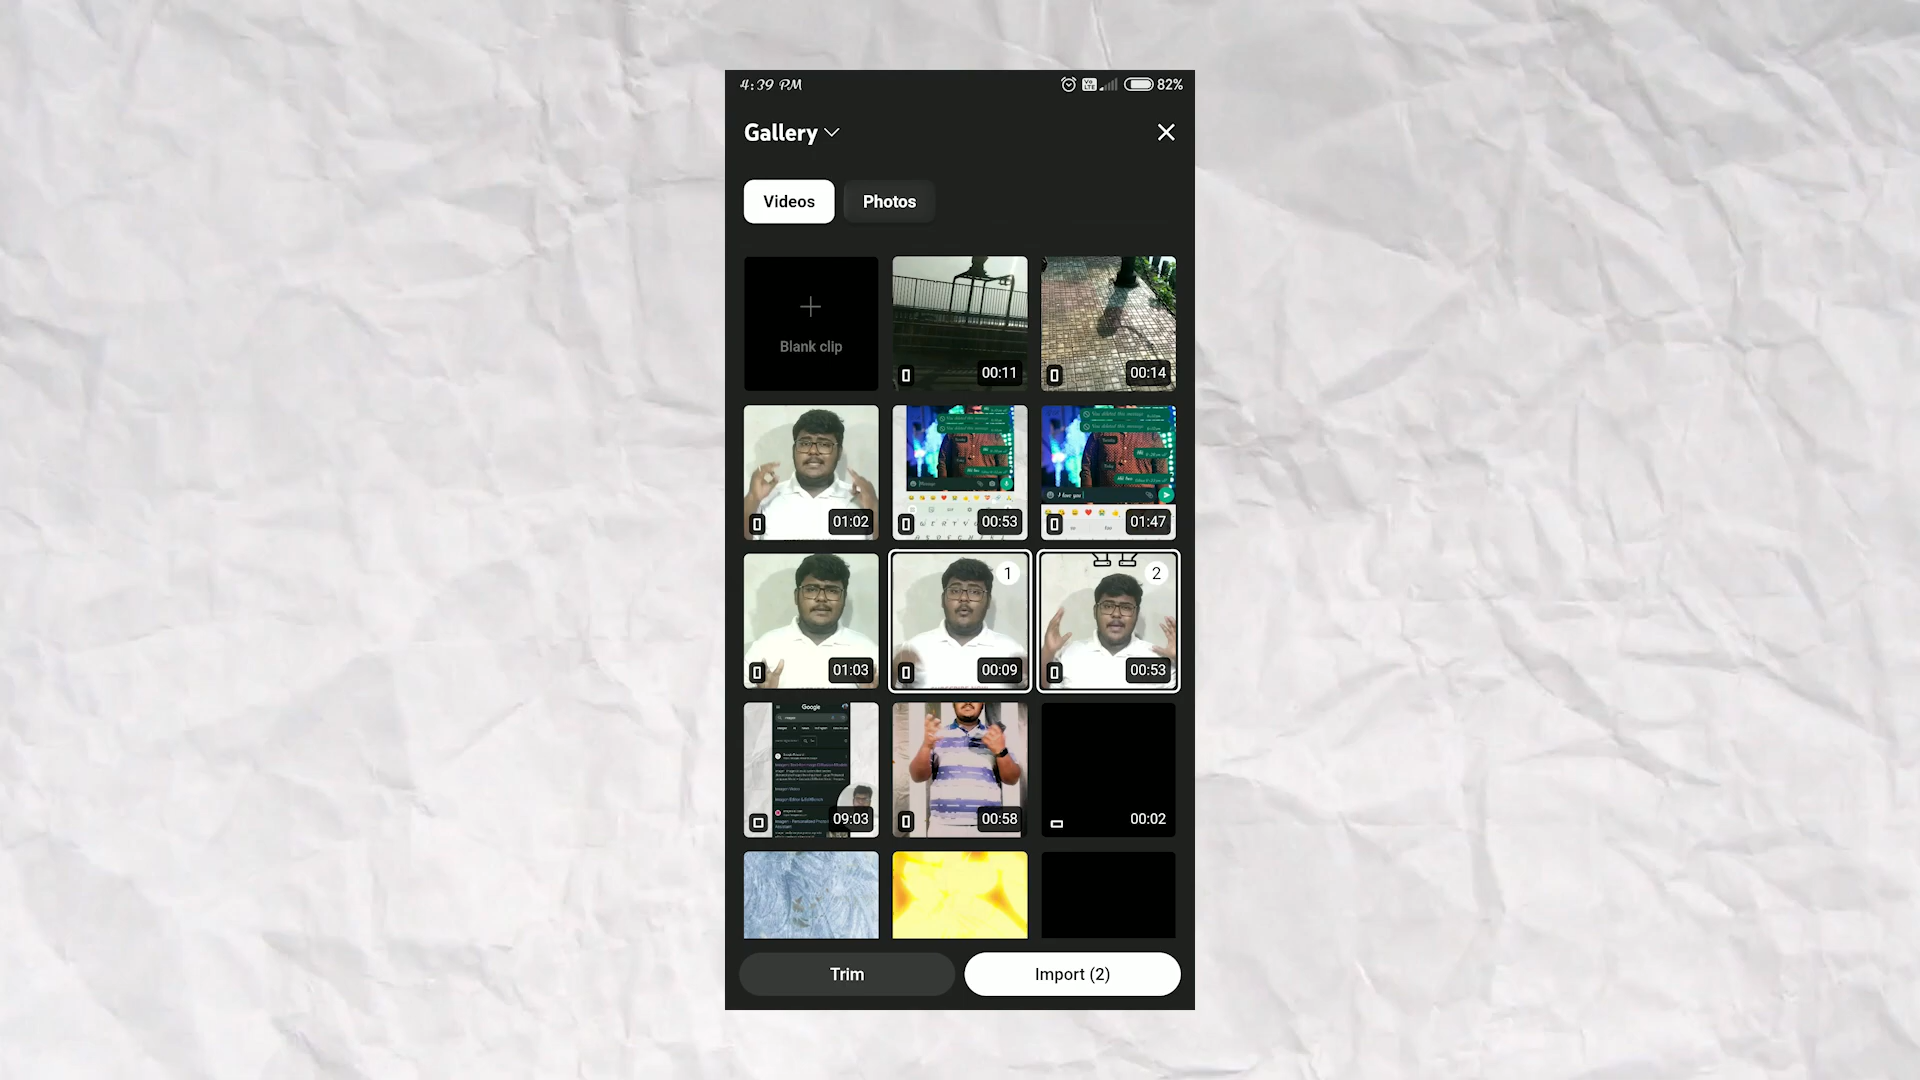 4:39 PM 82%
Gallery
Videos Photos
Blank clip
00:11
00:14
01:02
00:53
01:47
01:03
1
00:09
2
00:53
Google
09:03
00:58
00:02
Trim
Import (2)